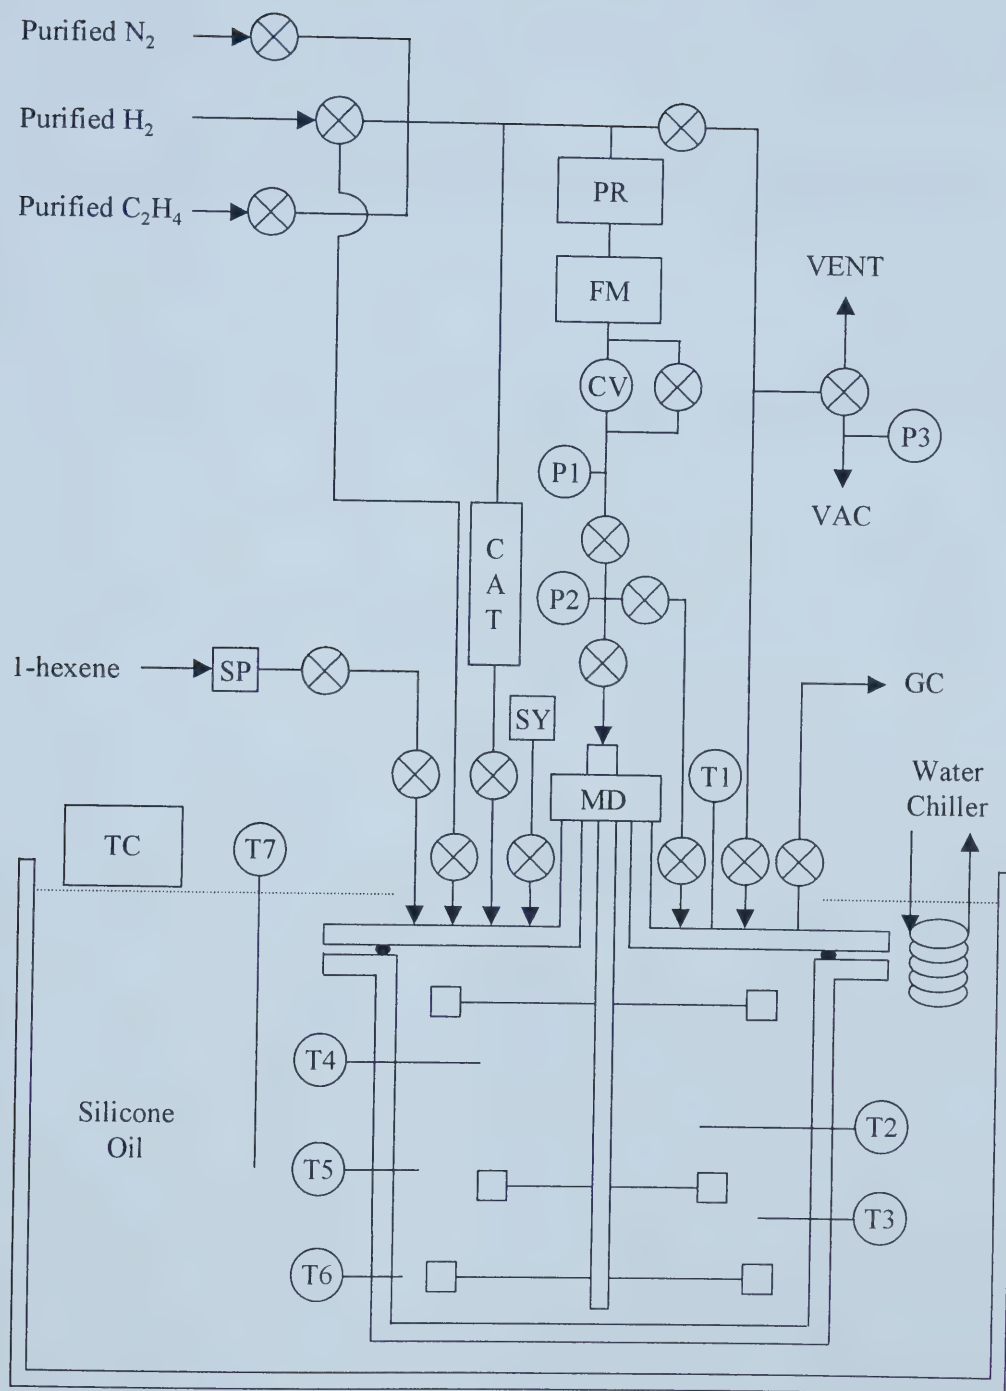 Purified N₂
Purified H₂
Purified C₂H₄
PR
FM
VENT
CV
P3
P1
VAC
C
A
T
P2
1-hexene
SP
GC
SY
T1
Water
Chiller
MD
TC
T7
T4
Silicone
Oil
T2
T5
T3
T6